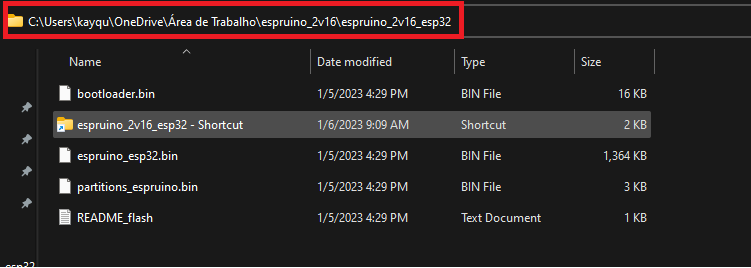 C:\Users\kayqu\OneDrive\Área de Trabalho\espruino_2v16\espruino_2v16_esp32
Name Date modified Type Size
bootloader.bin 1/5/2023 4:29 PM BIN File 16 KB
espruino_2v16_esp32 - Shortcut 1/6/2023 9:09 AM Shortcut 2 KB
espruino_esp32.bin 1/5/2023 4:29 PM BIN File 1,364 KB
partitions_espruino.bin 1/5/2023 4:29 PM BIN File 3 KB
README_flash 1/5/2023 4:29 PM Text Document 1 KB
esp32